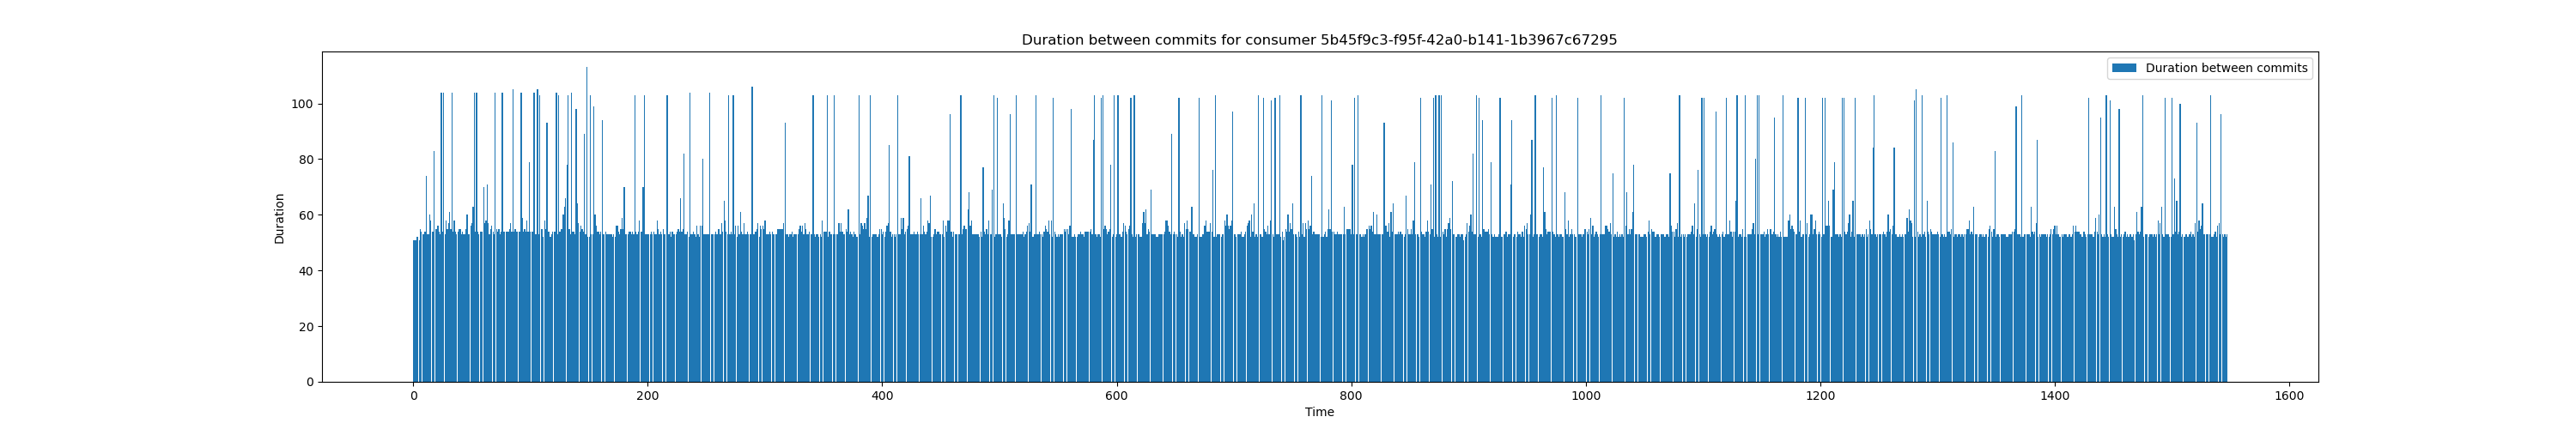 Duration between commits for consumer 5b45f9c3-f95f-42a0-b141-1b3967c67295
Duration between commits
100
80
60
40
20
0
Duration
0 200 400 600 800 1000 1200 1400 1600
Time